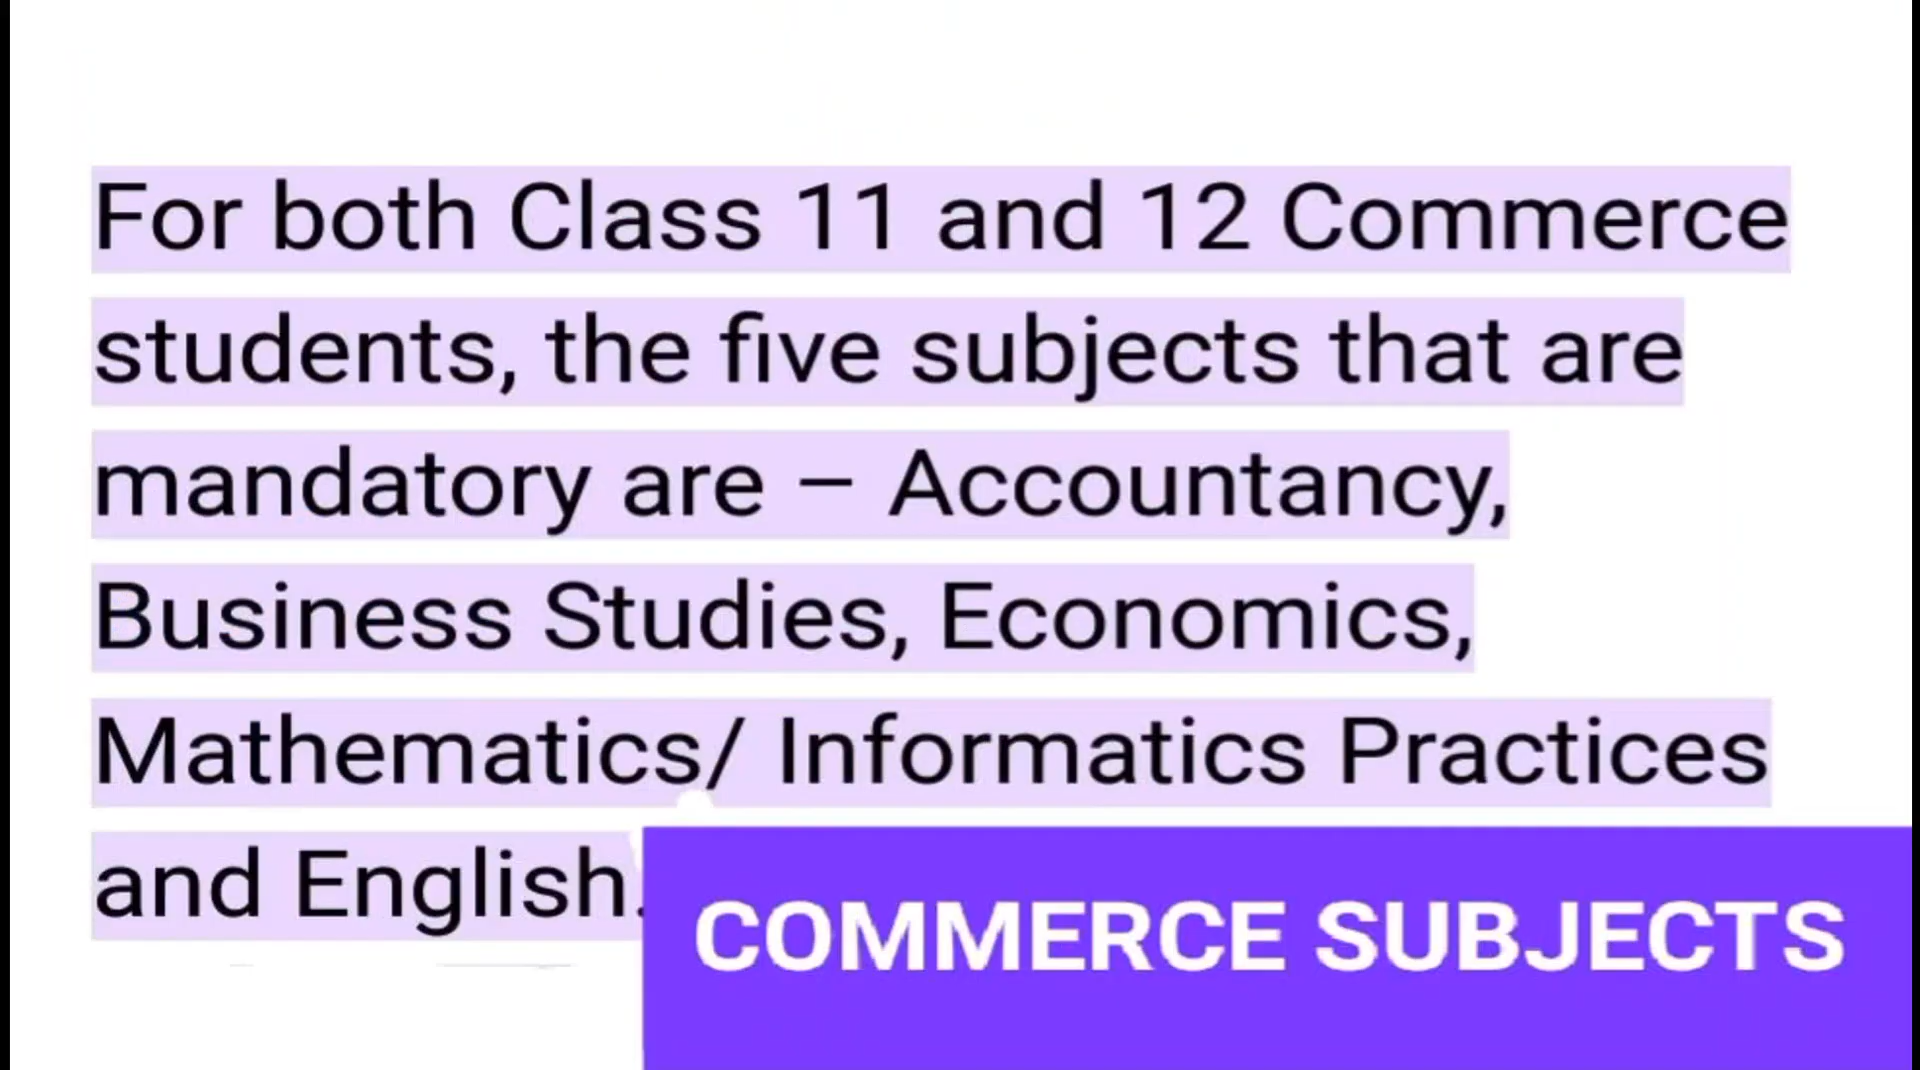 For both Class 11 and 12 Commerce
students, the five subjects that are
mandatory are – Accountancy,
Business Studies, Economics,
Mathematics/ Informatics Practices
and English.
COMMERCE SUBJECTS